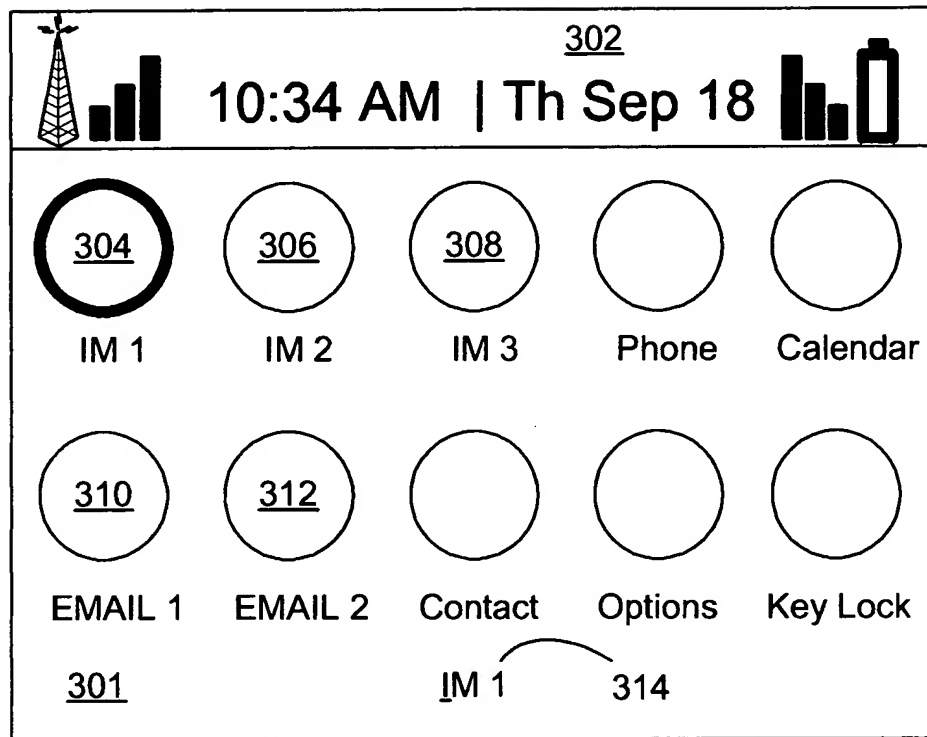 302
10:34 AM | Th Sep 18
304 306 308
IM 1 IM 2 IM 3 Phone Calendar
310 312
EMAIL 1 EMAIL 2 Contact Options Key Lock
301 IM 1 314